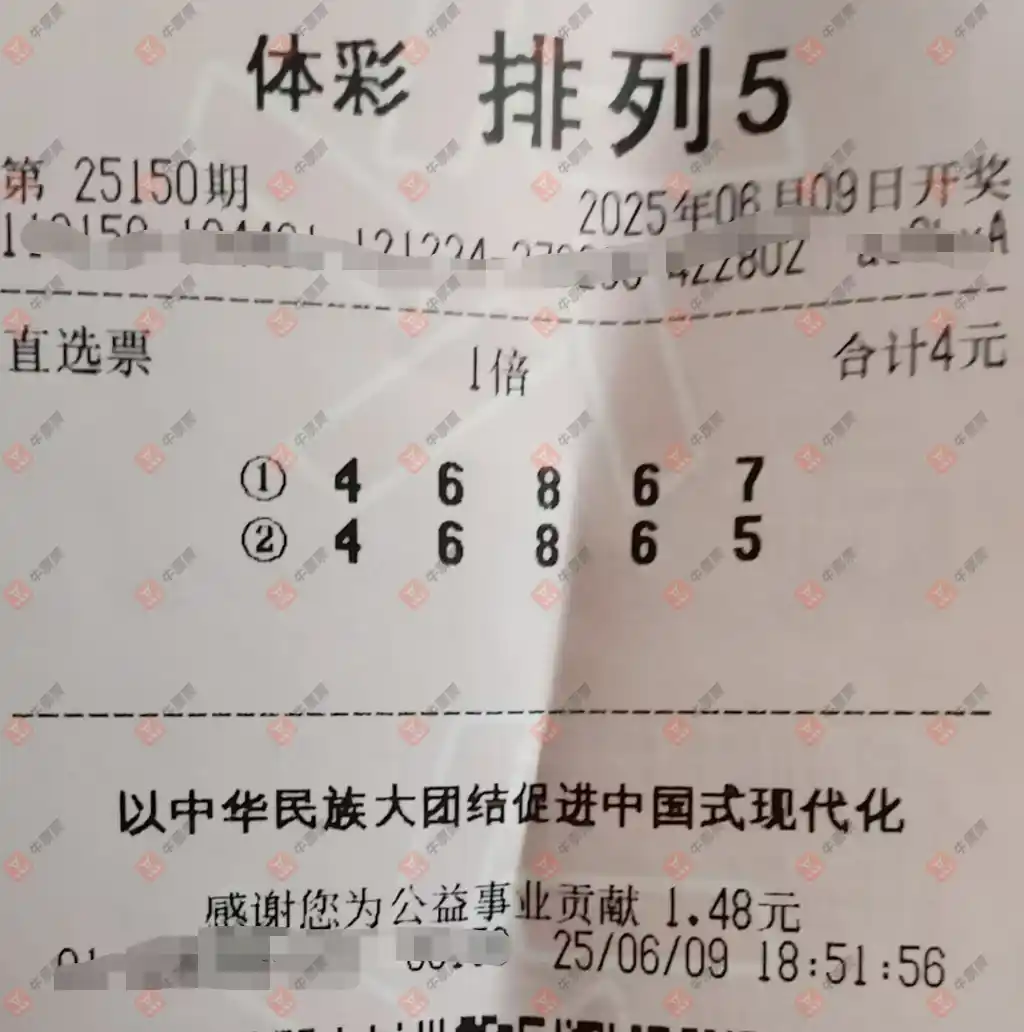 体彩 排列5
第 25150期 2025年06月09日开奖
直选票 1倍 合计4元
① 4 6 8 6 7
② 4 6 8 6 5
以中华民族大团结促进中国式现代化
感谢您为公益事业贡献 1.48元
25/06/09 18:51:56